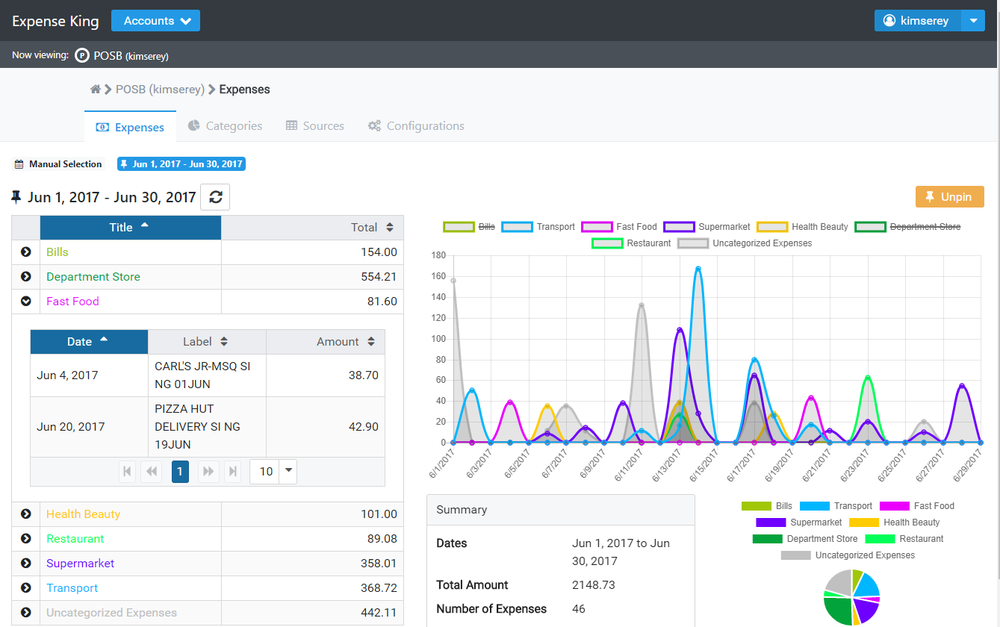 Expense King
Accounts
kimserey
Now viewing: P POSB (kimserey)
POSB (kimserey) Expenses
Expenses Categories Sources Configurations
Manual Selection Jun 1, 2017 - Jun 30, 2017
Jun 1, 2017 - Jun 30, 2017
Unpin
Title Total
Bills 154.00
Department Store 554.21
Fast Food 81.60
Date Label Amount
Jun 4, 2017 CARL'S JR-MSQ SI 38.70
NG 01JUN
PIZZA HUT
Jun 20, 2017 DELIVERY SI NG 42.90
19JUN
1 10
Health Beauty 101.00
Restaurant 89.08
Supermarket 358.01
Transport 368.72
Uncategorized Expenses 442.11
Bills Transport Fast Food Supermarket Health Beauty Department Store
Restaurant Uncategorized Expenses
180
160
140
120
100
80
60
40
20
0
6/1/2017 6/3/2017 6/5/2017 6/7/2017 6/9/2017 6/11/2017 6/13/2017 6/15/2017 6/17/2017 6/19/2017 6/21/2017 6/23/2017 6/25/2017 6/27/2017 6/29/2017
Summary
Dates Jun 1, 2017 to Jun
30, 2017
Total Amount 2148.73
Number of Expenses 46
Bills Transport Fast Food
Supermarket Health Beauty
Department Store Restaurant
Uncategorized Expenses